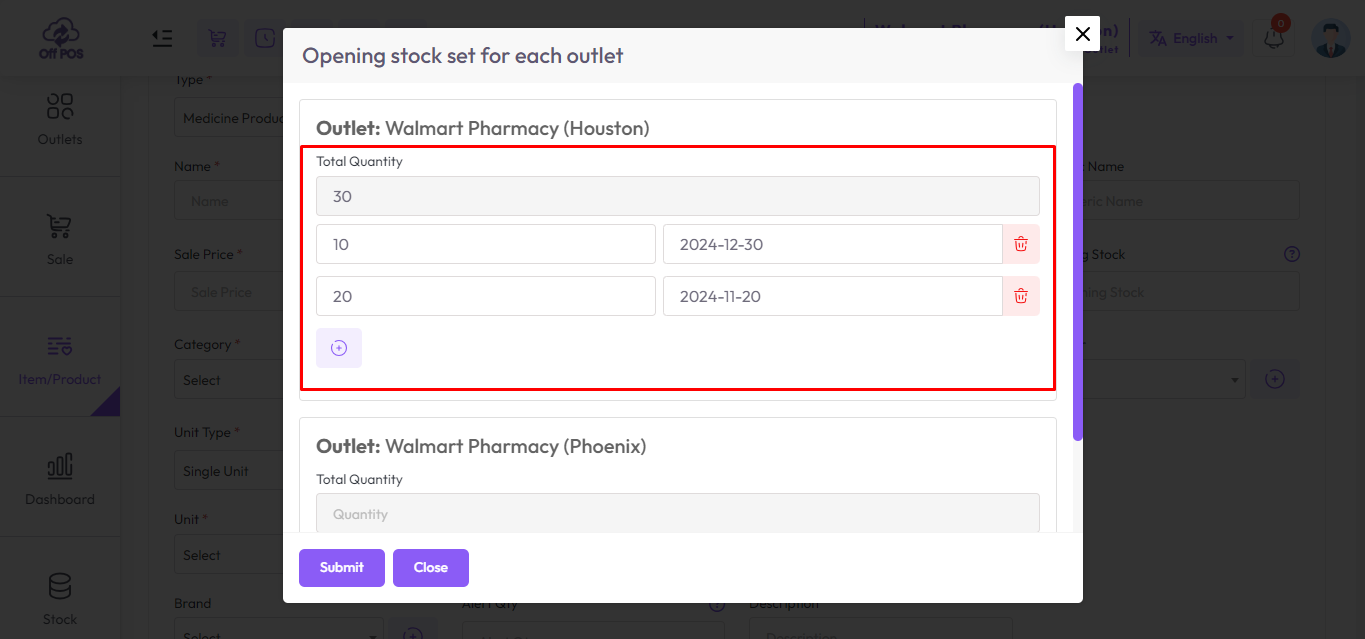 Off POS
English
0
Opening stock set for each outlet
Type *
Medicine Produc
Outlets
Outlet: Walmart Pharmacy (Houston)
Total Quantity
30
Name *
Name
Name
eric Name
10
2024-12-30
Sale
Sale Price *
Stock
Sale Price
ning Stock
20
2024-11-20
Category *
Item/Product
Select
Unit Type *
Outlet: Walmart Pharmacy (Phoenix)
Single Unit
Total Quantity
Dashboard
Quantity
Unit *
Select
Submit
Close
Brand
Alert Qty
Description
Stock
Select
Description